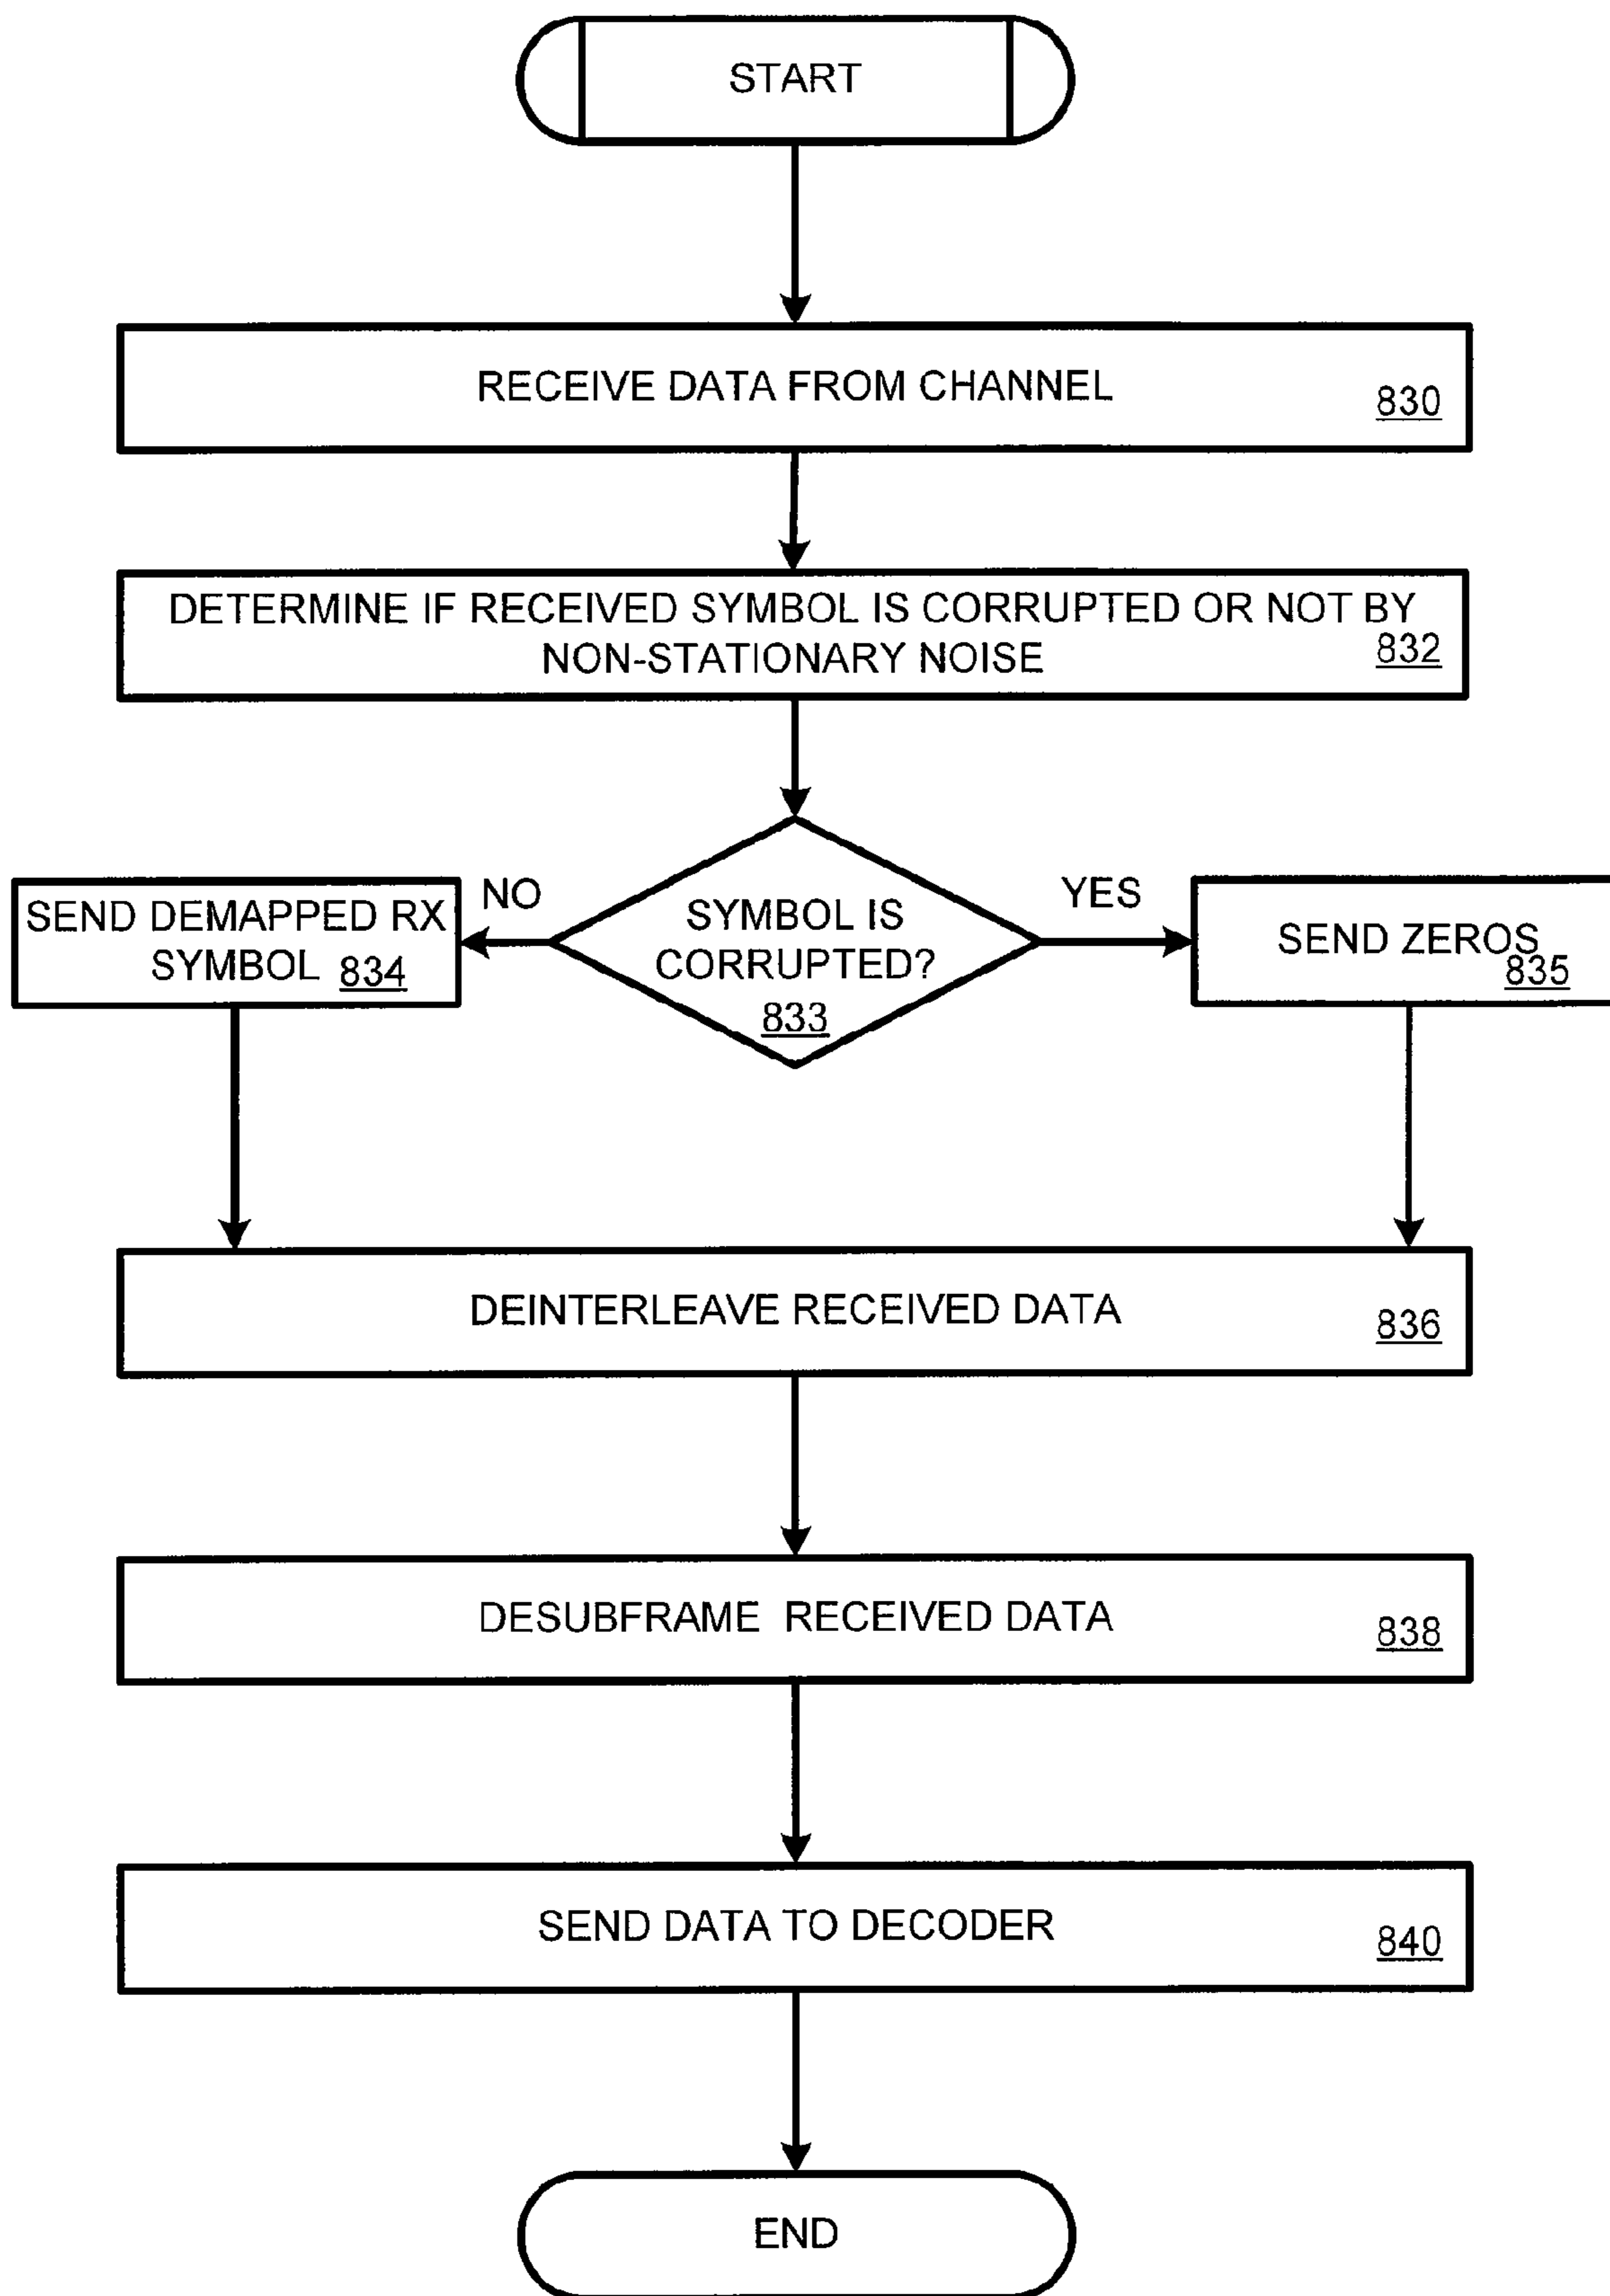 START
RECEIVE DATA FROM CHANNEL
830
DETERMINE IF RECEIVED SYMBOL IS CORRUPTED OR NOT BY
NON-STATIONARY NOISE
832
NO
YES
SEND DEMAPPED RX
SYMBOL 834
SYMBOL IS
CORRUPTED?
833
SEND ZEROS
835
DEINTERLEAVE RECEIVED DATA
836
DESUBFRAME RECEIVED DATA
838
SEND DATA TO DECODER
840
END